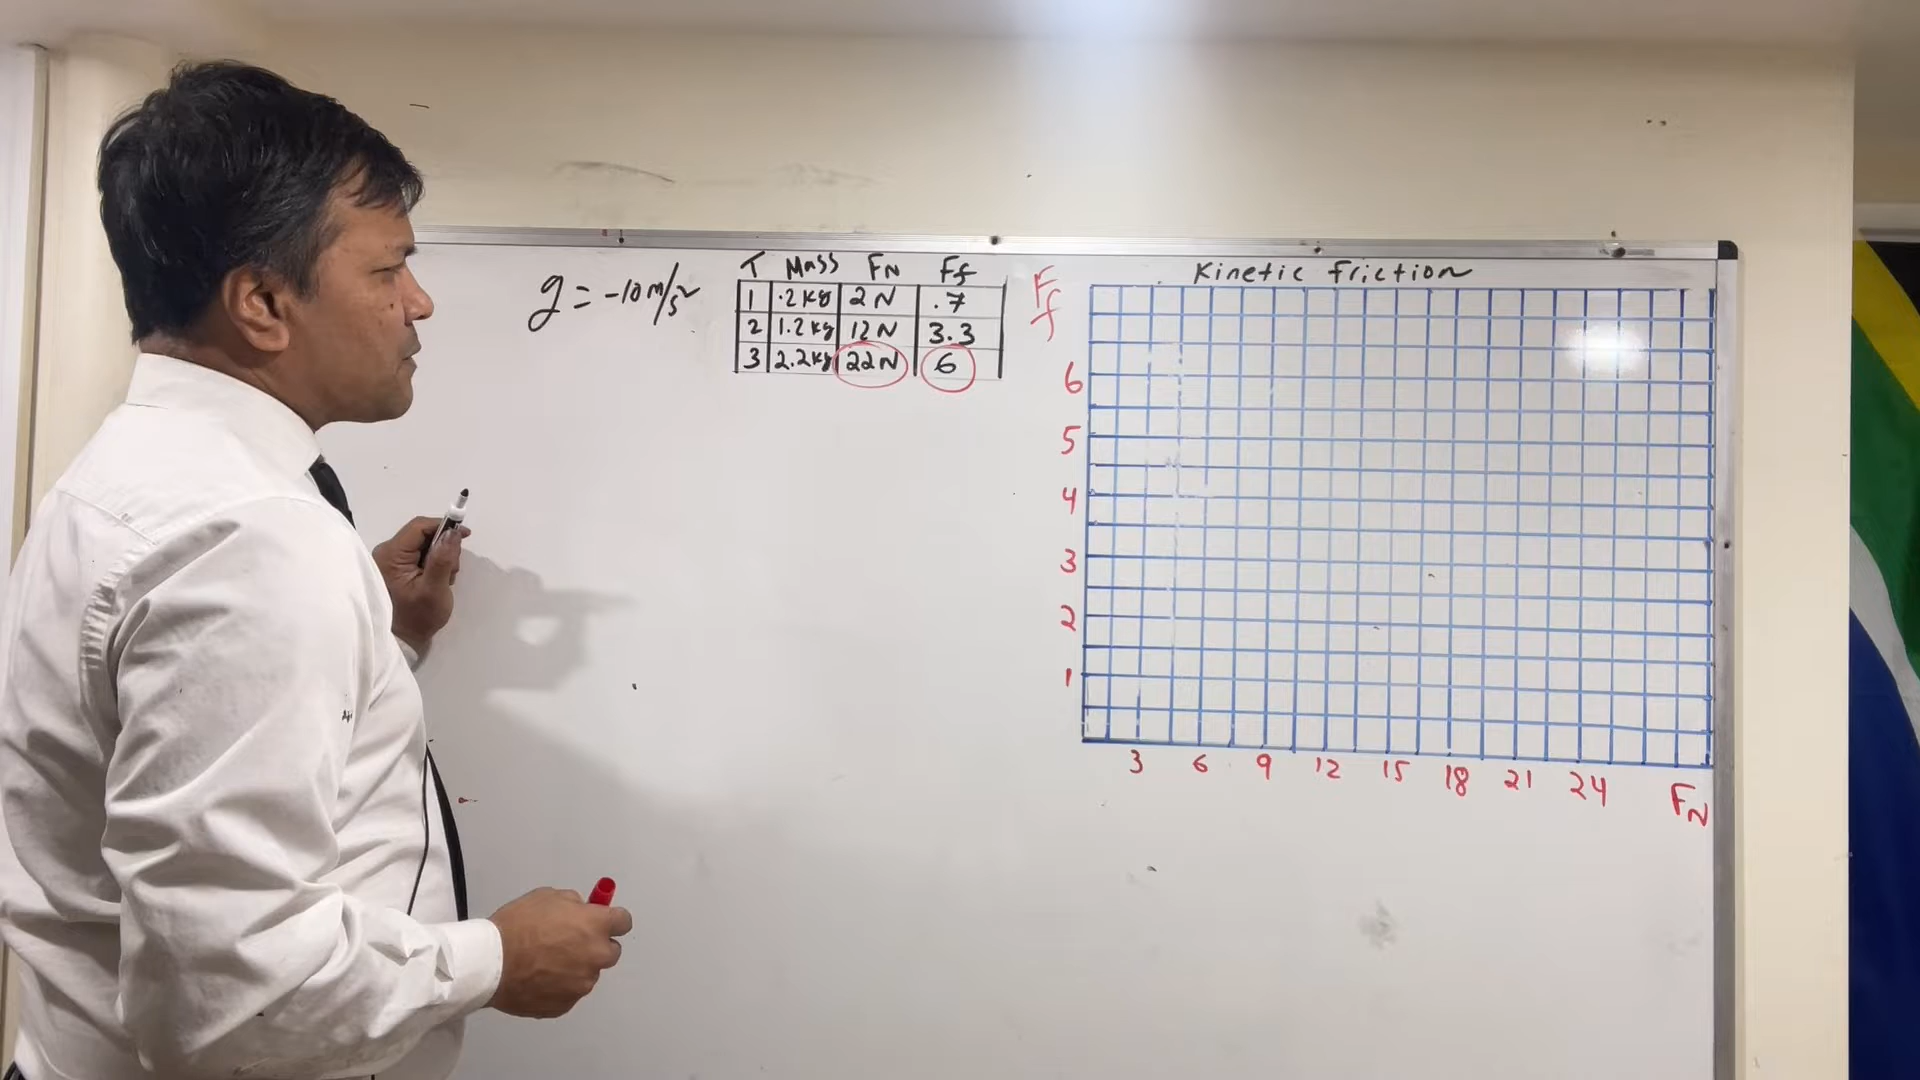 g = -10 m/s²
T Mass FN Ff
1 .2kg 2N .7
2 1.2kg 12N 3.3
3 2.2kg 22N 6
Kinetic friction
Ff
6
5
4
3
2
1
3 6 9 12 15 18 21 24 FN